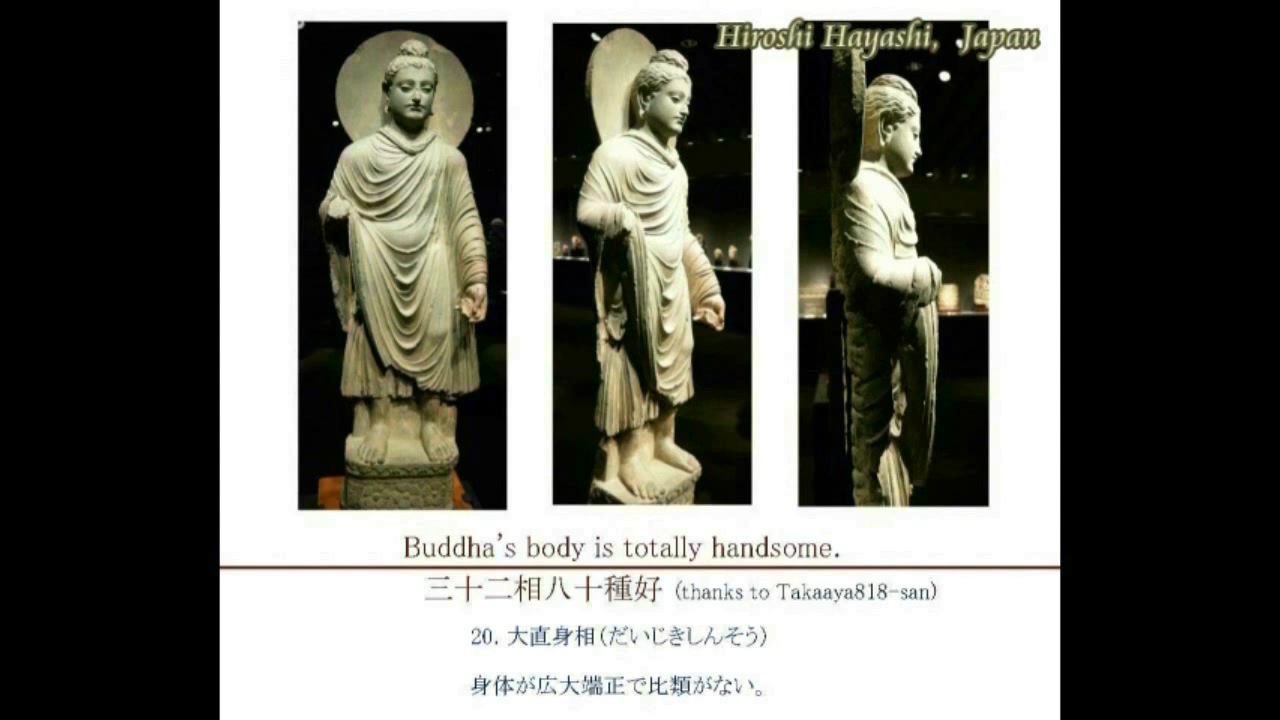 Hiroshi Hayashi, Japan
Buddha's body is totally handsome.
三十二相八十種好 (thanks to Takaaya818-san)
20. 大直身相(だいじきしんそう)
身体が広大端正で比類がない。